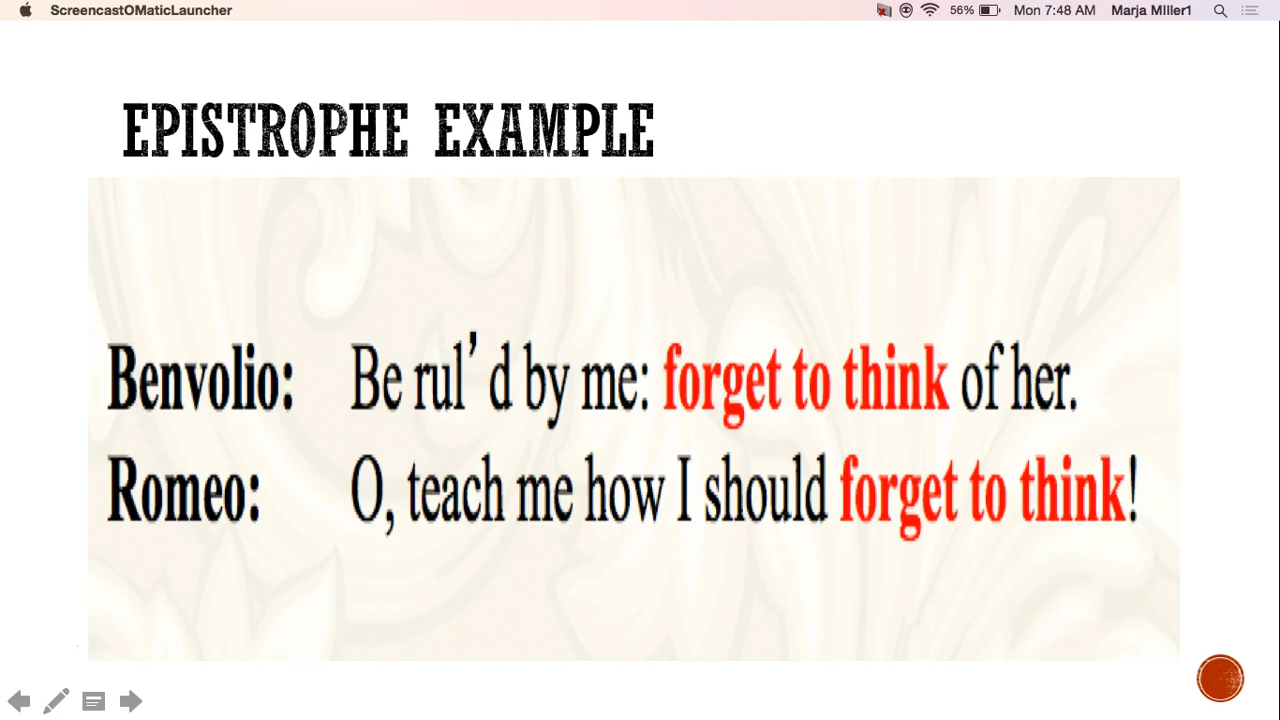 ScreencastOMaticLauncher 56% Mon 7:48 AM Marja MIller1
EPISTROPHE EXAMPLE
Benvolio: Be rul’d by me: forget to think of her.
Romeo: O, teach me how I should forget to think!